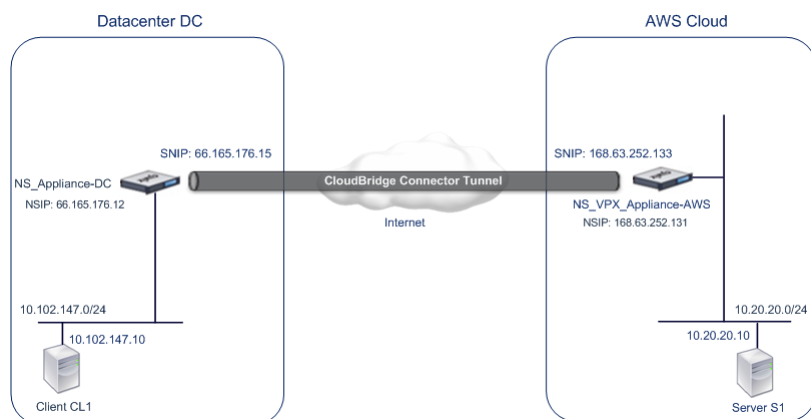 Datacenter DC
AWS Cloud
SNIP: 66.165.176.15
SNIP: 168.63.252.133
NS_Appliance-DC
CloudBridge Connector Tunnel
NSIP: 66.165.176.12
NS_VPX_Appliance-AWS
Internet
NSIP: 168.63.252.131
10.102.147.0/24
10.20.20.0/24
10.102.147.10
10.20.20.10
Client CL1
Server S1